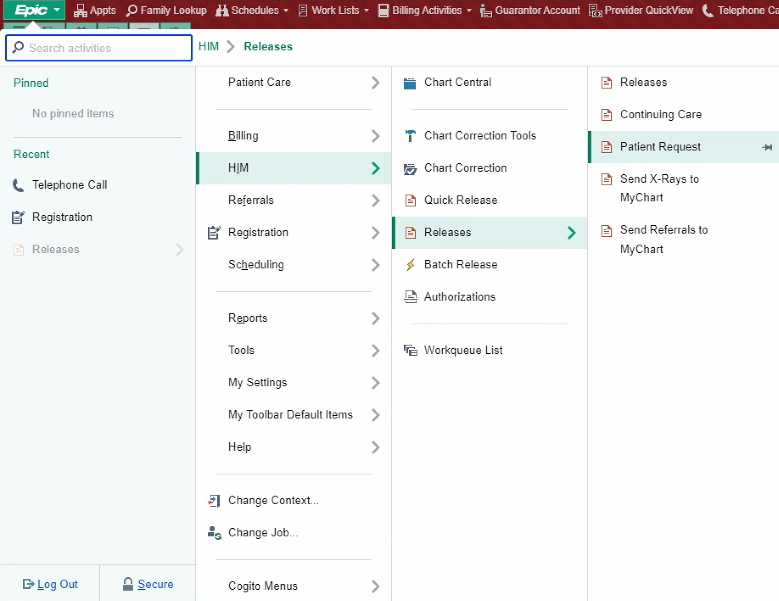 Epic Appts Family Lookup Schedules Work Lists Billing Activities Guarantor Account Provider QuickView Telephone Ca
Search activities
HIM Releases
Pinned
No pinned items
Recent
Telephone Call
Registration
Releases
Log Out Secure
Patient Care
Billing
HIM
Referrals
Registration
Scheduling
Reports
Tools
My Settings
My Toolbar Default Items
Help
Change Context...
Change Job...
Cogito Menus
Chart Central
Chart Correction Tools
Chart Correction
Quick Release
Releases
Batch Release
Authorizations
Workqueue List
Releases
Continuing Care
Patient Request
Send X-Rays to
MyChart
Send Referrals to
MyChart